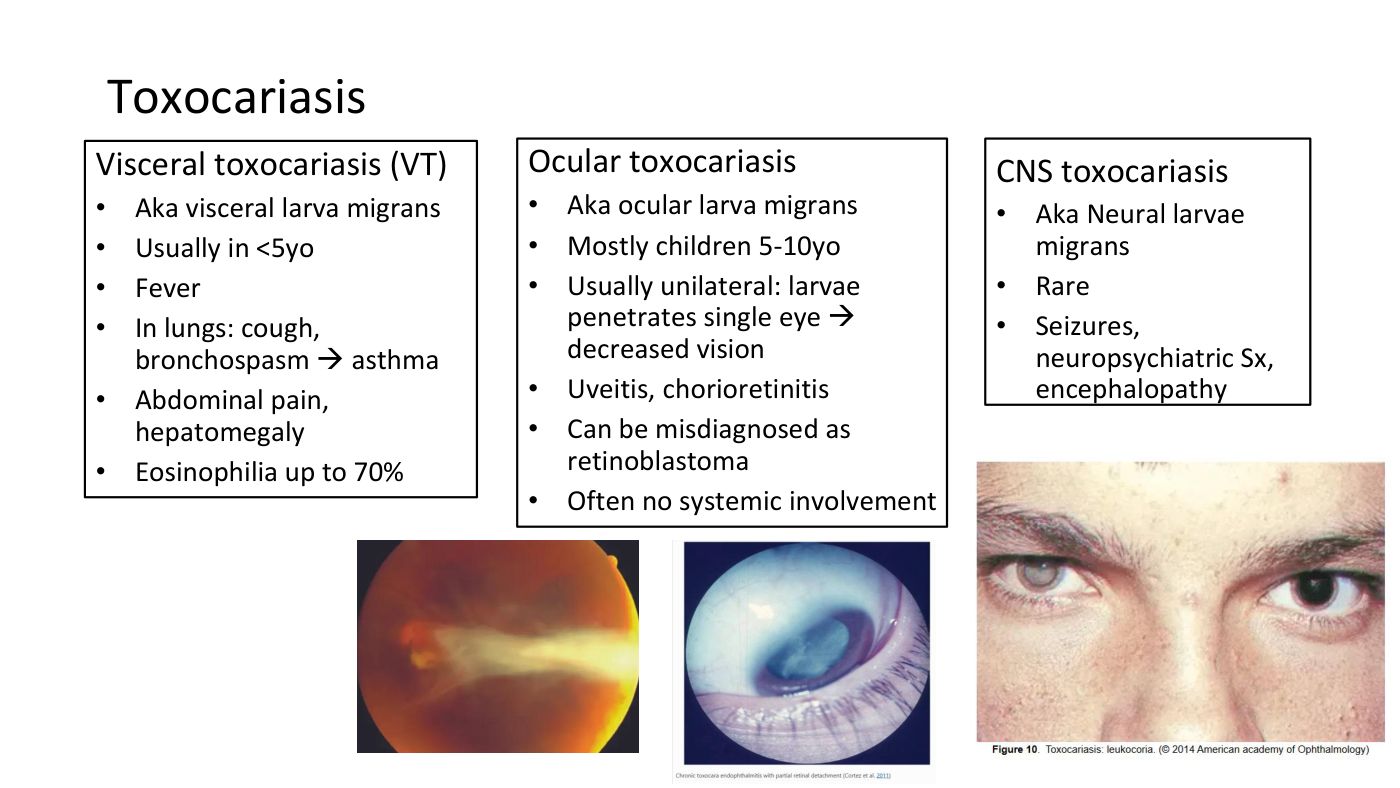 Toxocariasis
Visceral toxocariasis (VT)
• Aka visceral larva migrans
• Usually in <5yo
• Fever
• In lungs: cough,
bronchospasm → asthma
• Abdominal pain,
hepatomegaly
• Eosinophilia up to 70%
Ocular toxocariasis
• Aka ocular larva migrans
• Mostly children 5-10yo
• Usually unilateral: larvae
penetrates single eye →
decreased vision
• Uveitis, chorioretinitis
• Can be misdiagnosed as
retinoblastoma
• Often no systemic involvement
CNS toxocariasis
• Aka Neural larvae
migrans
• Rare
• Seizures,
neuropsychiatric Sx,
encephalopathy
Chronic toxocara endophthalmitis with partial retinal detachment (Cortez et al. 2011)
Figure 10. Toxocariasis: leukocoria. (© 2014 American academy of Ophthalmology)